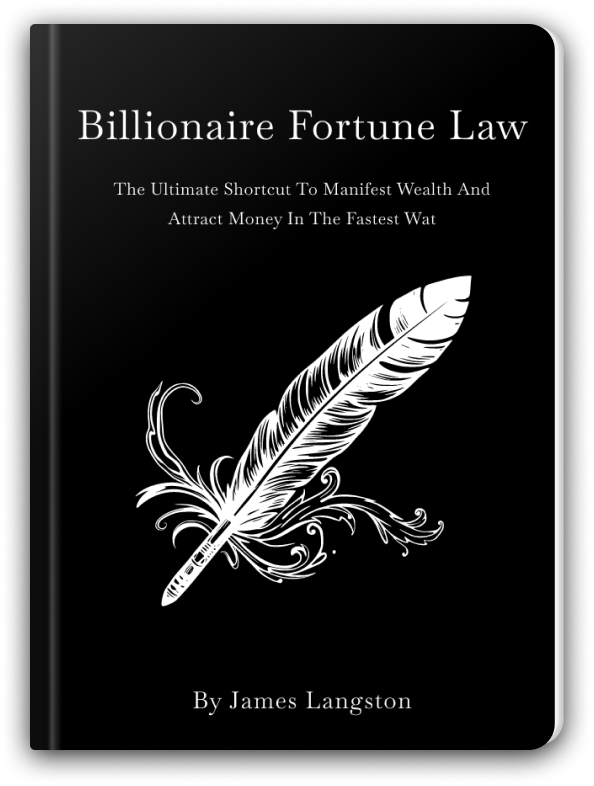 Billionaire Fortune Law
The Ultimate Shortcut To Manifest Wealth And
Attract Money In The Fastest Wat
By James Langston